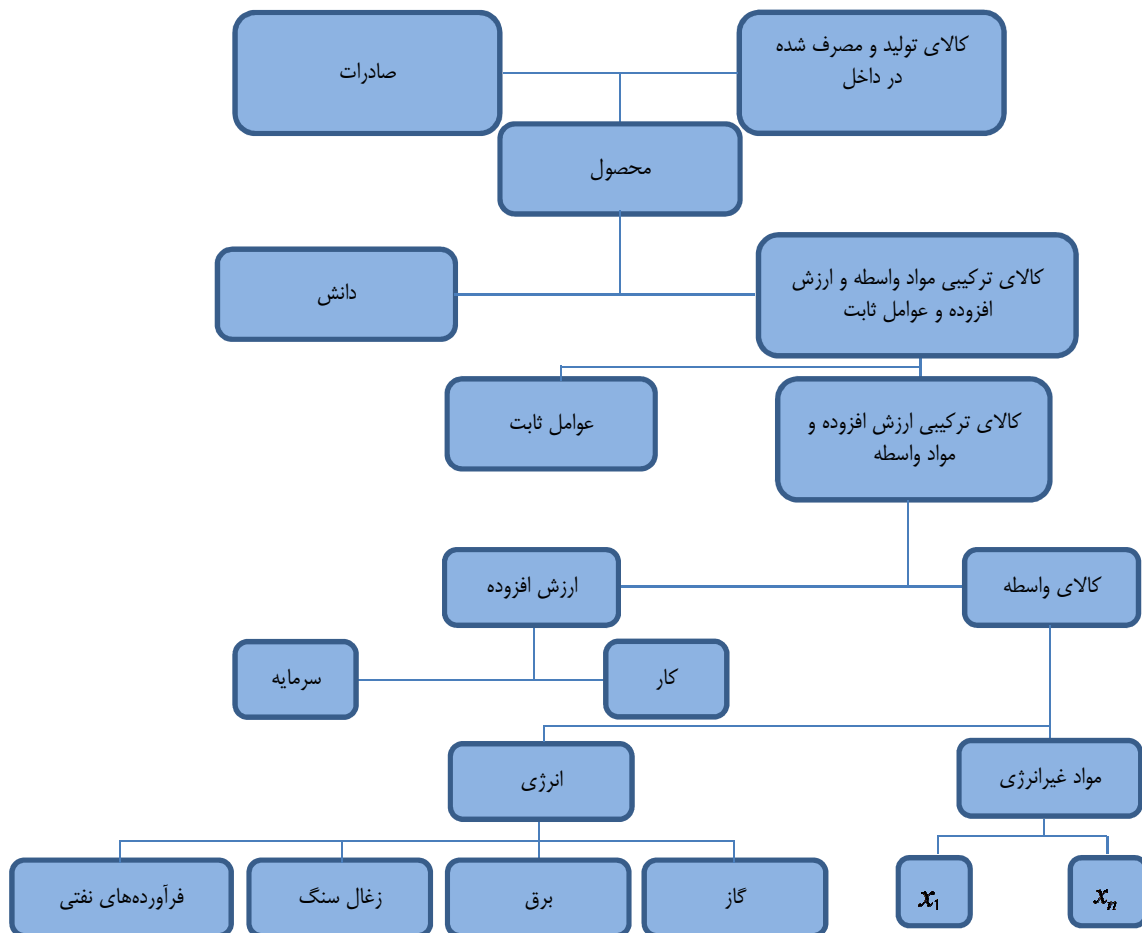 کالای تولید و مصرف شده
در داخل
صادرات
محصول
کالای ترکیبی مواد واسطه و ارزش
افزوده و عوامل ثابت
دانش
عوامل ثابت
کالای ترکیبی ارزش افزوده و
مواد واسطه
کالای واسطه
ارزش افزوده
کار
سرمایه
مواد غیرانرژی
انرژی
xn
x1
گاز
برق
زغال سنگ
فرآورده‌های نفتی